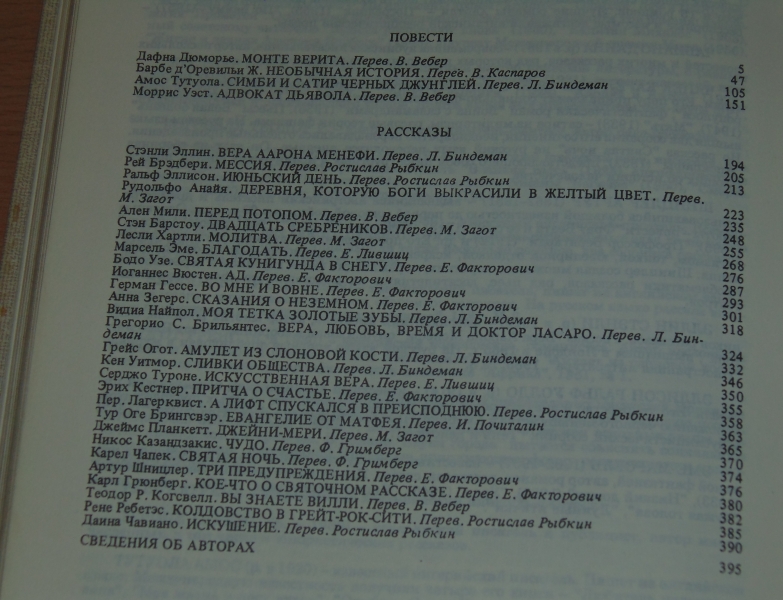 ПОВЕСТИ
Дафна Дюморье. МОНТЕ ВЕРИТА. Перев. В. Вебер 5
Барбе д'Оревильи Ж. НЕОБЫЧНАЯ ИСТОРИЯ. Перев. В. Каспаров 47
Амос Тутуола. СИМБИ И САТИР ЧЕРНЫХ ДЖУНГЛЕЙ. Перев. Л. Биндеман 105
Моррис Уэст. АДВОКАТ ДЬЯВОЛА. Перев. В. Вебер 151
РАССКАЗЫ
Стэнли Эллин. ВЕРА ААРОНА МЕНЕФИ. Перев. Л. Биндеман 194
Рей Брэдбери. МЕССИЯ. Перев. Ростислав Рыбкин 205
Ральф Эллисон. ИЮНЬСКИЙ ДЕНЬ. Перев. Ростислав Рыбкин 213
Рудольфо Анайя. ДЕРЕВНЯ, КОТОРУЮ БОГИ ВЫКРАСИЛИ В ЖЕЛТЫЙ ЦВЕТ. Перев.
М. Загот 223
Ален Мили. ПЕРЕД ПОТОПОМ. Перев. В. Вебер 235
Стэн Барстоу. ДВАДЦАТЬ СРЕБРЕНИКОВ. Перев. М. Загот 248
Лесли Хартли. МОЛИТВА. Перев. М. Загот 255
Марсель Эме. БЛАГОДАТЬ. Перев. Е. Лившиц 268
Бодо Узе. СВЯТАЯ КУНИГУНДА В СНЕГУ. Перев. Е. Факторович 276
Иоганнес Вюстен. АД. Перев. Е. Факторович 287
Герман Гессе. ВО МНЕ И ВОВНЕ. Перев. Е. Факторович 293
Анна Зегерс. СКАЗАНИЯ О НЕЗЕМНОМ. Перев. Е. Факторович 301
Видиа Найпол. МОЯ ТЕТКА ЗОЛОТЫЕ ЗУБЫ. Перев. Л. Биндеман 318
Грегорио С. Брильянтес. ВЕРА, ЛЮБОВЬ, ВРЕМЯ И ДОКТОР ЛАСАРО. Перев. Л. Бин-
деман 324
Грейс Огот. АМУЛЕТ ИЗ СЛОНОВОЙ КОСТИ. Перев. Л. Биндеман 332
Кен Уитмор. СЛИВКИ ОБЩЕСТВА. Перев. Л. Биндеман 346
Серджо Туроне. ИСКУССТВЕННАЯ ВЕРА. Перев. Е. Лившиц 350
Эрих Кестнер. ПРИТЧА О СЧАСТЬЕ. Перев. Е. Факторович 355
Пер. Лагерквист. А ЛИФТ СПУСКАЛСЯ В ПРЕИСПОДНЮЮ. Перев. Ростислав Рыбкин 358
Тур Оге Брингсвэр. ЕВАНГЕЛИЕ ОТ МАТФЕЯ. Перев. И. Почиталин 363
Джеймс Планкетт. ДЖЕЙНИ-МЕРИ. Перев. М. Загот 365
Никос Казандзакис. ЧУДО. Перев. Ф. Гримберг 370
Карел Чапек. СВЯТАЯ НОЧЬ. Перев. Ф. Гримберг 374
Артур Шницлер. ТРИ ПРЕДУПРЕЖДЕНИЯ. Перев. Е. Факторович 376
Карл Грюнберг. КОЕ-ЧТО О СВЯТОЧНОМ РАССКАЗЕ. Перев. Е. Факторович 380
Теодор Р. Когсвелл. ВЫ ЗНАЕТЕ ВИЛЛИ. Перев. В. Вебер 382
Рене Ребетэс. КОЛДОВСТВО В ГРЕЙТ-РОК-СИТИ. Перев. Ростислав Рыбкин 385
Даина Чавиано. ИСКУШЕНИЕ. Перев. Ростислав Рыбкин 390
СВЕДЕНИЯ ОБ АВТОРАХ 395